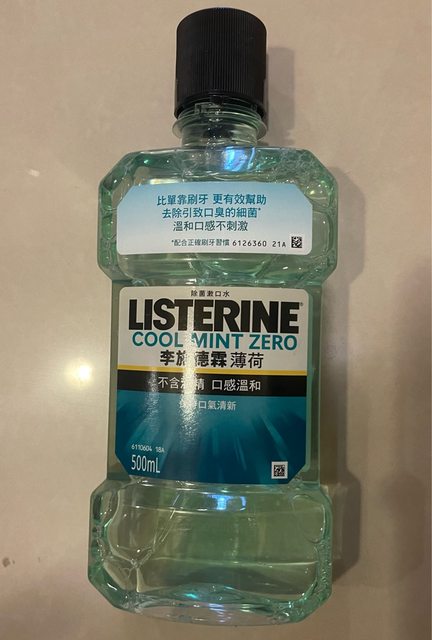 比單靠刷牙 更有效幫助
去除引致口臭的細菌*
溫和口感不刺激
*配合正確刷牙習慣 6126360 21A
除菌漱口水
LISTERINE®
COOL MINT ZERO
李施德霖薄荷
不含酒精 口感溫和
口氣清新
6110604 18A
500mL